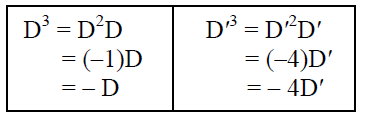 D³ = D²D
= (−1)D
= − D
D′³ = D′²D′
= (−4)D′
= − 4D′